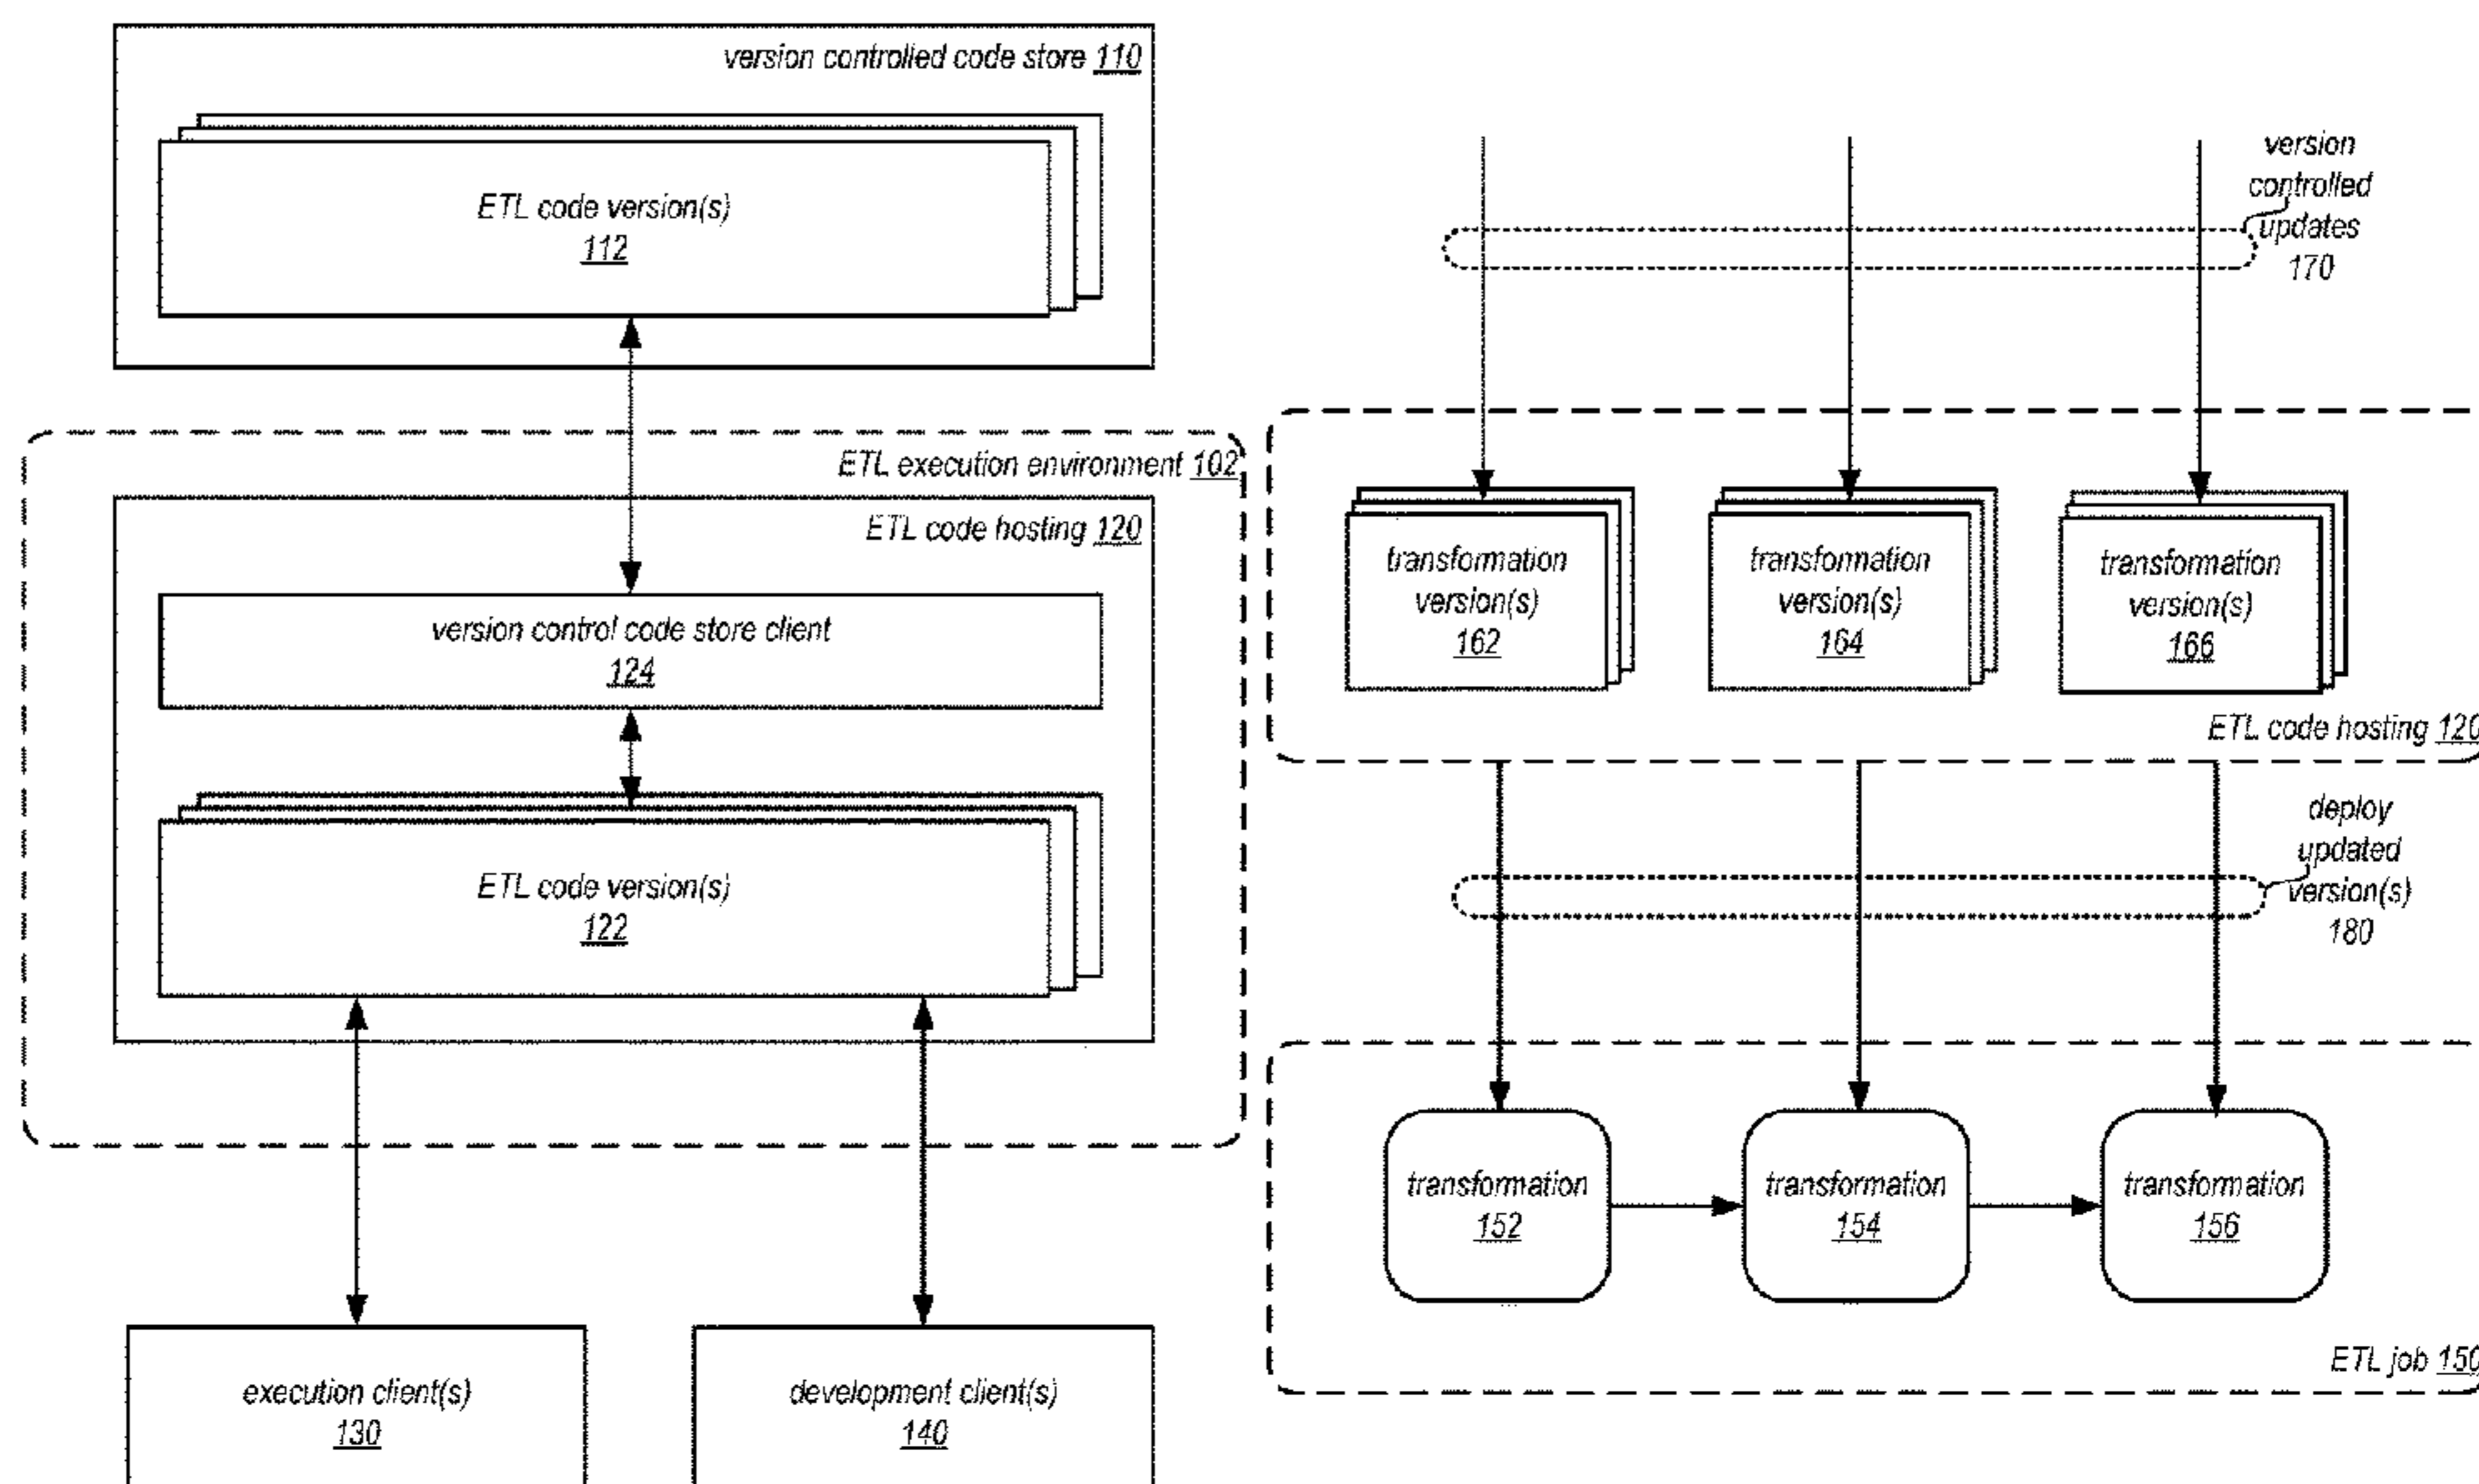 version controlled code store 110
ETL code version(s)
112
ETL execution environment 102
ETL code hosting 120
version control code store client
124
ETL code version(s)
122
execution client(s)
130
development client(s)
140
version
controlled
updates
170
transformation
version(s)
162
transformation
version(s)
164
transformation
version(s)
166
ETL code hosting 120
deploy
updated
version(s)
180
transformation
152
transformation
154
transformation
156
ETL job 150